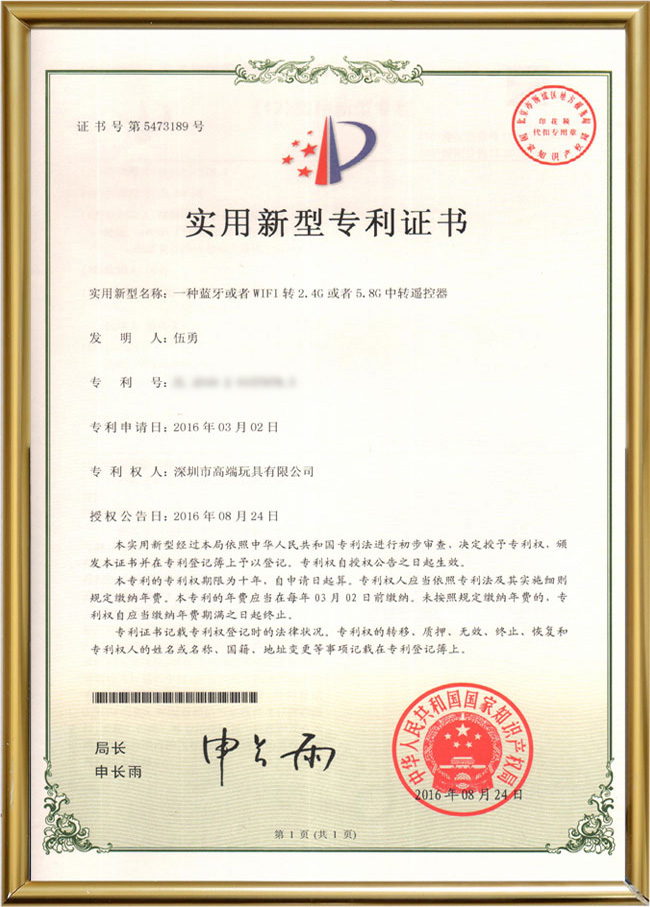 证书号第5473189号
印花税
代扣专用章
实用新型专利证书
实用新型名称：一种蓝牙或者WIFI转2.4G或者5.8G中转遥控器
发明人：伍勇
专利号：
专利申请日：2016年03月02日
专利权人：深圳市高端玩具有限公司
授权公告日：2016年08月24日
本实用新型经过本局依照中华人民共和国专利法进行初步审查，决定授予专利权，颁
发本证书并在专利登记簿上予以登记。专利权自授权公告之日起生效。
本专利的专利权期限为十年，自申请日起算。专利权人应当依照专利法及其实施细则
规定缴纳年费。本专利的年费应当在每年03月02日前缴纳。未按照规定缴纳年费的，专
利权自应当缴纳年费期满之日起终止。
专利证书记载专利权登记时的法律状况。专利权的转移、质押、无效、终止、恢复和
专利权人的姓名或名称、国籍、地址变更等事项记载在专利登记簿上。
局长
申长雨
申长雨
中华人民共和国国家知识产权局
2016年08月24日
第1页(共1页)